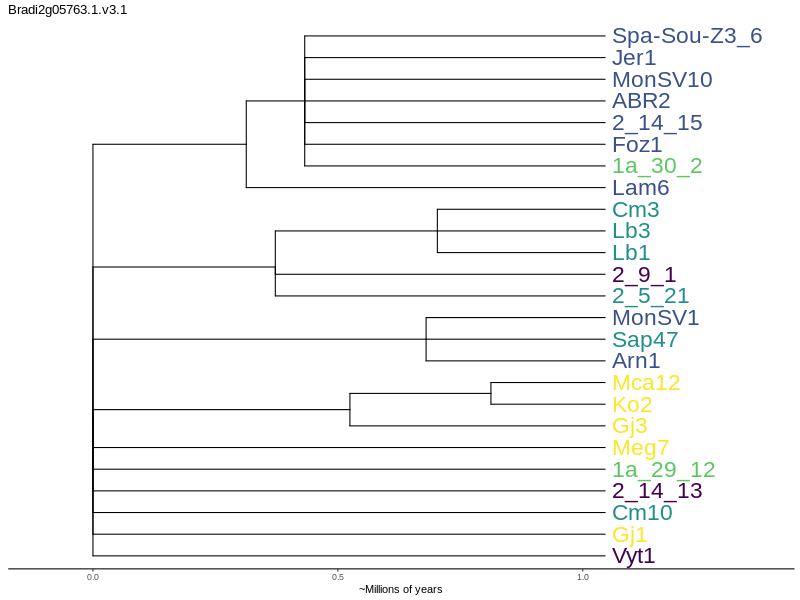 Bradi2g05763.1.v3.1
Spa-Sou-Z3_6
Jer1
MonSV10
ABR2
2_14_15
Foz1
1a_30_2
Lam6
Cm3
Lb3
Lb1
2_9_1
2_5_21
MonSV1
Sap47
Arn1
Mca12
Ko2
Gj3
Meg7
1a_29_12
2_14_13
Cm10
Gj1
Vyt1
0.0 0.5 1.0
~Millions of years